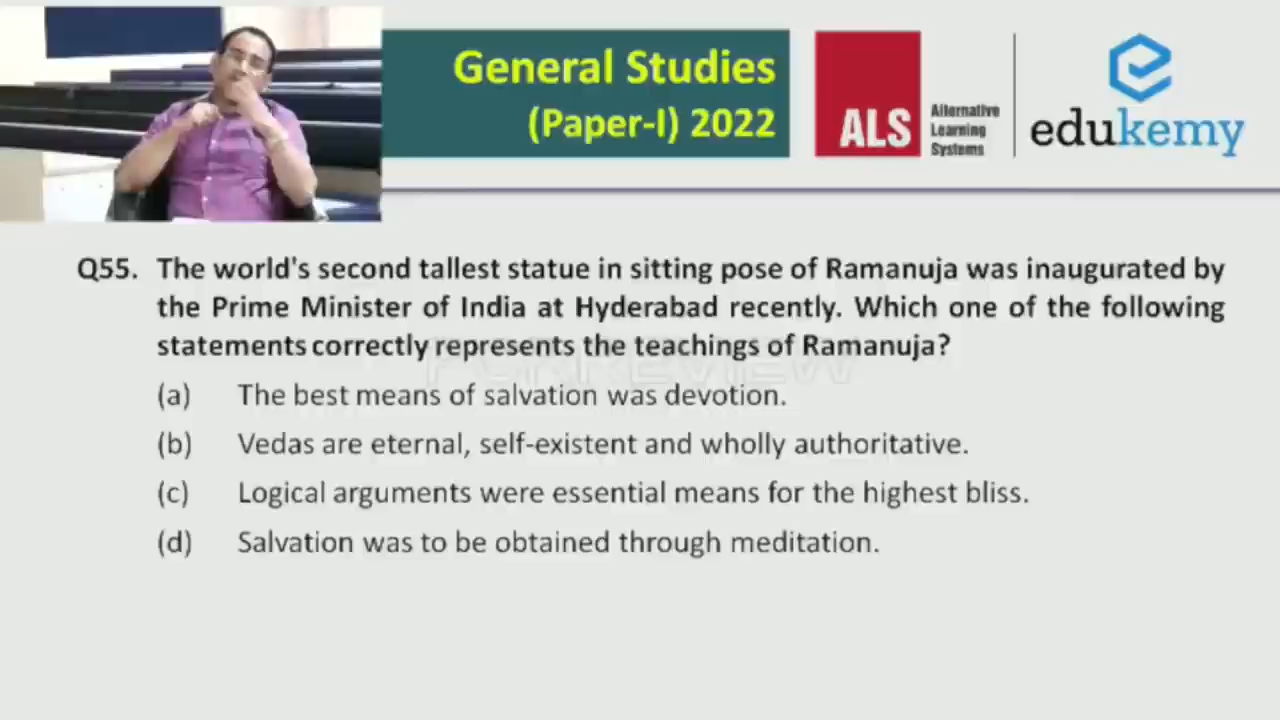 General Studies
(Paper-I) 2022
ALS
Alternative
Learning
Systems
edukemy
Q55. The world's second tallest statue in sitting pose of Ramanuja was inaugurated by
the Prime Minister of India at Hyderabad recently. Which one of the following
statements correctly represents the teachings of Ramanuja?
FOR REVIEW
(a) The best means of salvation was devotion.
(b) Vedas are eternal, self-existent and wholly authoritative.
(c) Logical arguments were essential means for the highest bliss.
(d) Salvation was to be obtained through meditation.